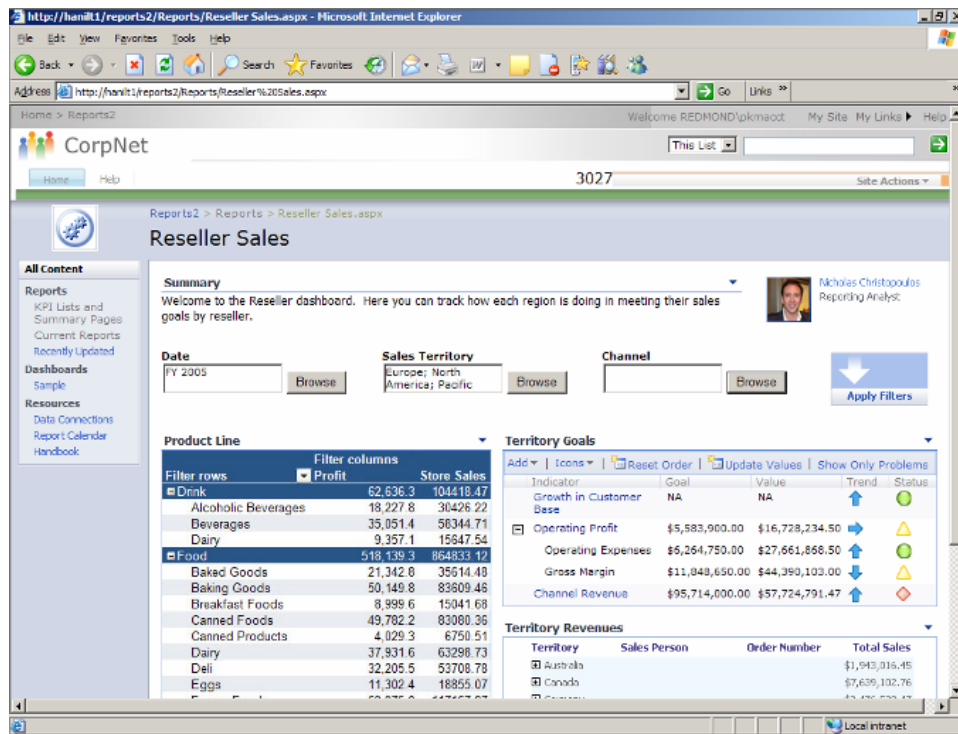 http://hanilt1/reports2/Reports/Reseller Sales.aspx - Microsoft Internet Explorer
File Edit View Favorites Tools Help
Back Search Favorites
Address http://hanilt1/reports2/Reports/Reseller%20Sales.aspx Go Links »
Home > Reports2 Welcome REDMOND\pkmacct My Site My Links Help
CorpNet This List
Home Help 3027 Site Actions
Reports2 > Reports > Reseller Sales.aspx
Reseller Sales
All Content
Reports
KPI Lists and
Summary Pages
Current Reports
Recently Updated
Dashboards
Sample
Resources
Data Connections
Report Calendar
Handbook
Summary
Welcome to the Reseller dashboard. Here you can track how each region is doing in meeting their sales
goals by reseller.
Nicholas Christopoulos
Reporting Analyst
Date Sales Territory Channel
FY 2005 Browse Europe; North
America; Pacific Browse Browse
Apply Filters
Product Line
Filter columns
Filter rows Profit Store Sales
Drink 62,636.3 104418.47
Alcoholic Beverages 18,227.8 30426.22
Beverages 35,051.4 58344.71
Dairy 9,357.1 15647.54
Food 518,139.3 864833.12
Baked Goods 21,342.8 35614.48
Baking Goods 50,149.8 83609.46
Breakfast Foods 8,999.6 15041.68
Canned Foods 49,782.2 83080.36
Canned Products 4,029.3 6750.51
Dairy 37,931.6 63298.73
Deli 32,205.5 53708.78
Eggs 11,302.4 18855.07
Territory Goals
Add | Icons | Reset Order | Update Values | Show Only Problems
Indicator Goal Value Trend Status
Growth in Customer
Base NA NA
Operating Profit $5,583,900.00 $16,728,234.50
Operating Expenses $6,264,750.00 $27,661,868.50
Gross Margin $11,848,650.00 $44,390,103.00
Channel Revenue $95,714,000.00 $57,724,791.47
Territory Revenues
Territory Sales Person Order Number Total Sales
Australia $1,943,016.45
Canada $7,639,102.76
Local intranet